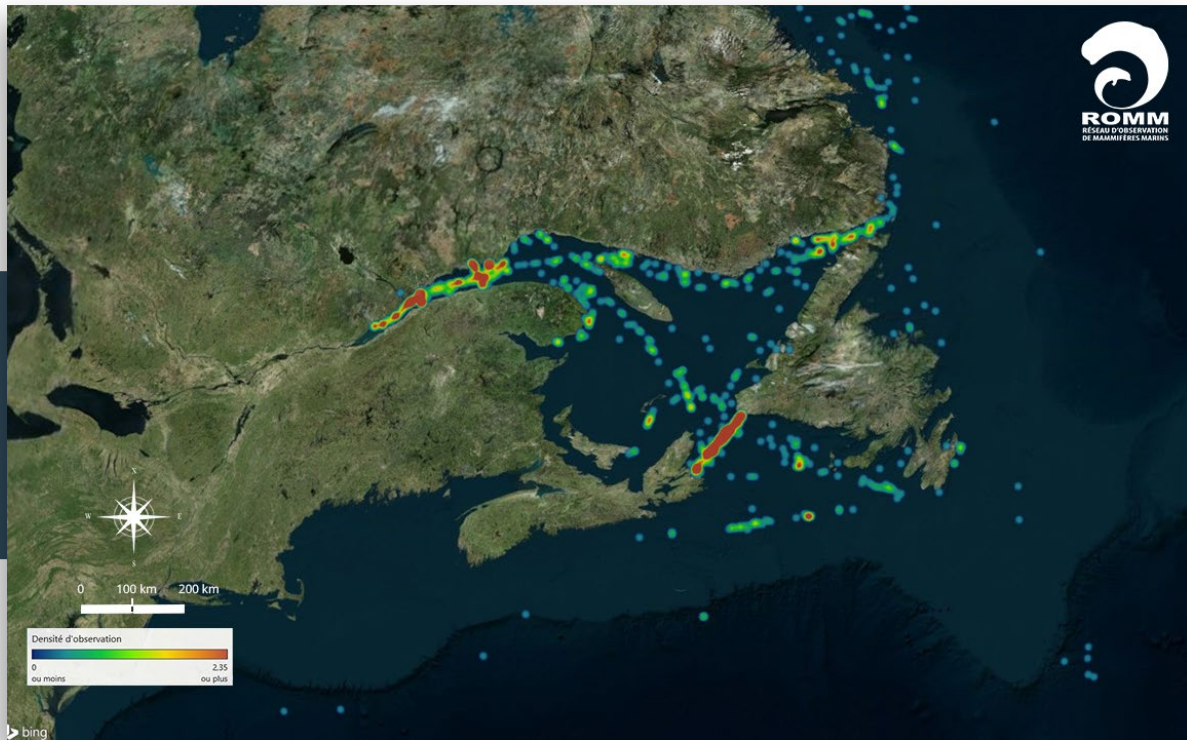 ROMM
RÉSEAU D'OBSERVATION
DE MAMMIFÈRES MARINS
N
W E
S
0 100 km 200 km
Densité d'observation
0 2,35
ou moins ou plus
bing